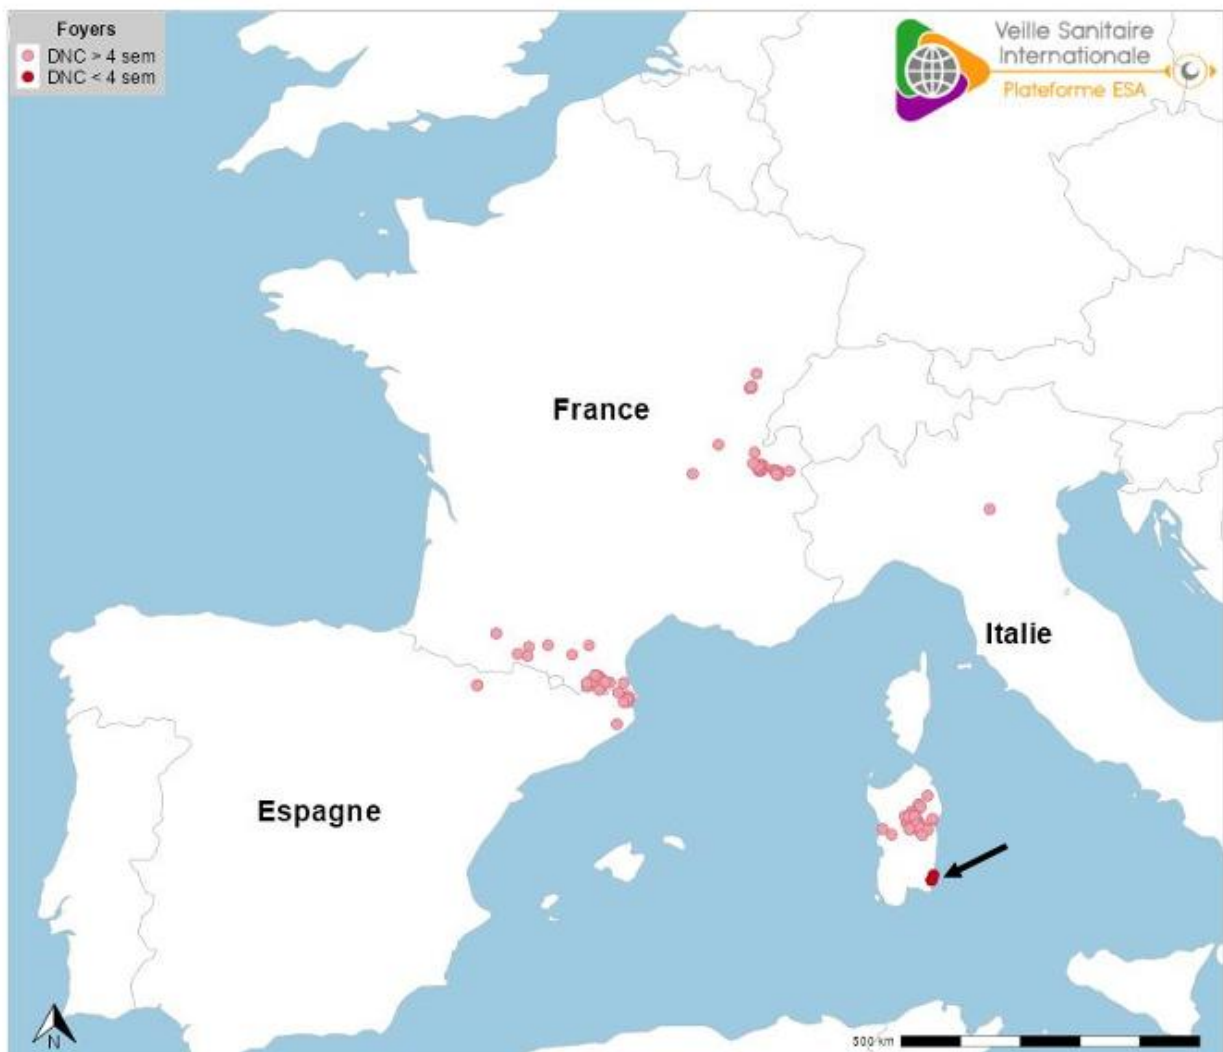 Foyers
DNC > 4 sem
DNC < 4 sem
Veille Sanitaire
Internationale
Plateforme ESA
France
Italie
Espagne
N
500 km